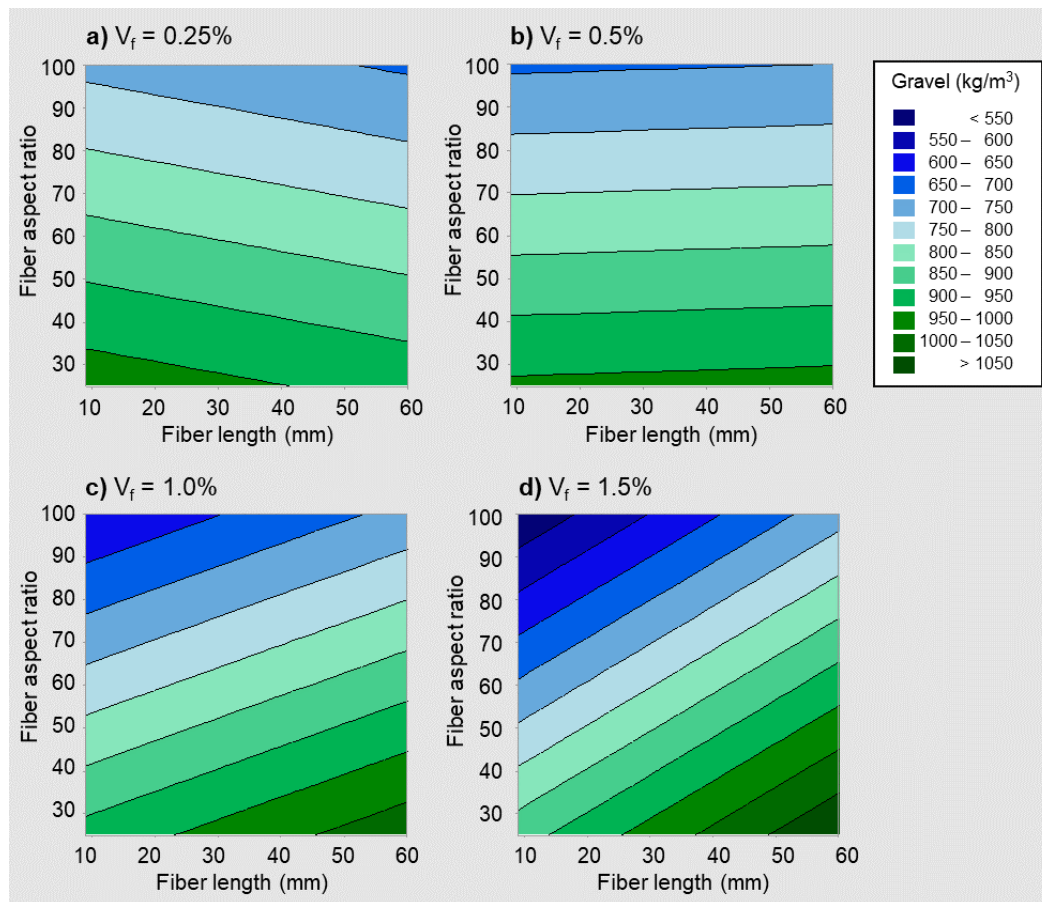 a) Vf = 0.25%
100
90
80
70
60
50
40
30
Fiber aspect ratio
10 20 30 40 50 60
Fiber length (mm)
b) Vf = 0.5%
100
90
80
70
60
50
40
30
Fiber aspect ratio
10 20 30 40 50 60
Fiber length (mm)
Gravel (kg/m³)
< 550
550 – 600
600 – 650
650 – 700
700 – 750
750 – 800
800 – 850
850 – 900
900 – 950
950 – 1000
1000 – 1050
> 1050
c) Vf = 1.0%
100
90
80
70
60
50
40
30
Fiber aspect ratio
10 20 30 40 50 60
Fiber length (mm)
d) Vf = 1.5%
100
90
80
70
60
50
40
30
Fiber aspect ratio
10 20 30 40 50 60
Fiber length (mm)